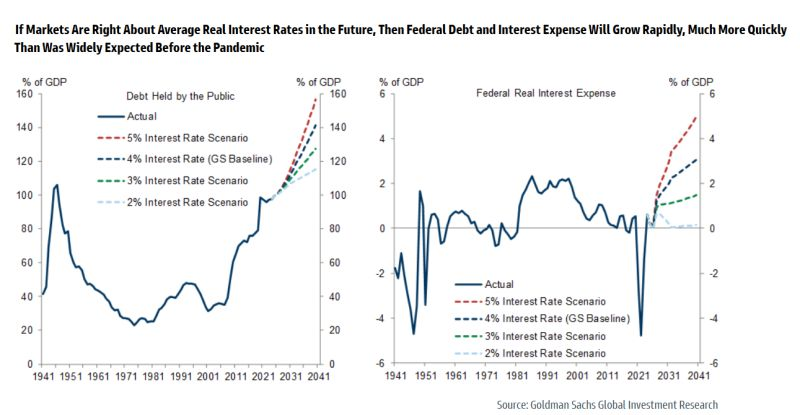 If Markets Are Right About Average Real Interest Rates in the Future, Then Federal Debt and Interest Expense Will Grow Rapidly, Much More Quickly
Than Was Widely Expected Before the Pandemic
% of GDP
% of GDP
Debt Held by the Public
160
140
120
100
80
60
40
20
0
Actual
5% Interest Rate Scenario
4% Interest Rate (GS Baseline)
3% Interest Rate Scenario
2% Interest Rate Scenario
160
140
120
100
80
60
40
20
0
1941 1951 1961 1971 1981 1991 2001 2011 2021 2031 2041
% of GDP
% of GDP
Federal Real Interest Expense
6
4
2
0
-2
-4
-6
Actual
5% Interest Rate Scenario
4% Interest Rate (GS Baseline)
3% Interest Rate Scenario
2% Interest Rate Scenario
6
4
2
0
-2
-4
-6
1941 1951 1961 1971 1981 1991 2001 2011 2021 2031 2041
Source: Goldman Sachs Global Investment Research